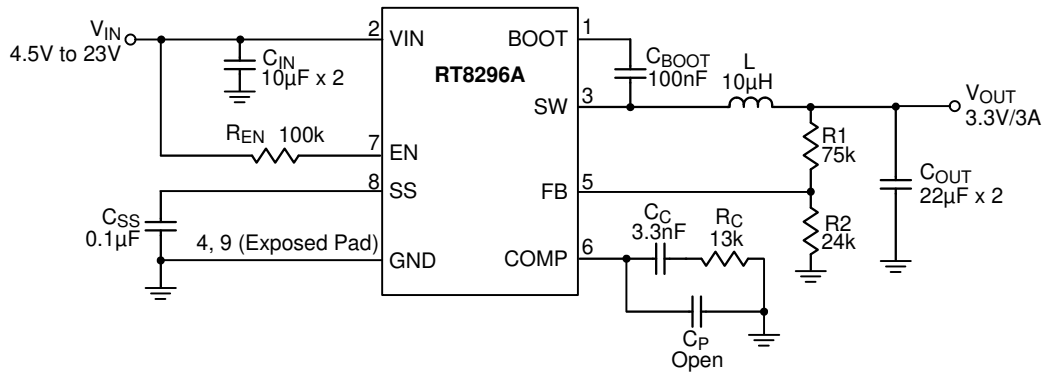 VIN
4.5V to 23V
CIN
10µF x 2
REN 100k
CSS
0.1µF
4, 9 (Exposed Pad)
2
7
8
VIN
EN
SS
GND
RT8296A
BOOT
SW
FB
COMP
1
3
5
6
CBOOT
100nF
L
10µH
VOUT
3.3V/3A
R1
75k
COUT
22µF x 2
R2
24k
CC
3.3nF
RC
13k
CP
Open